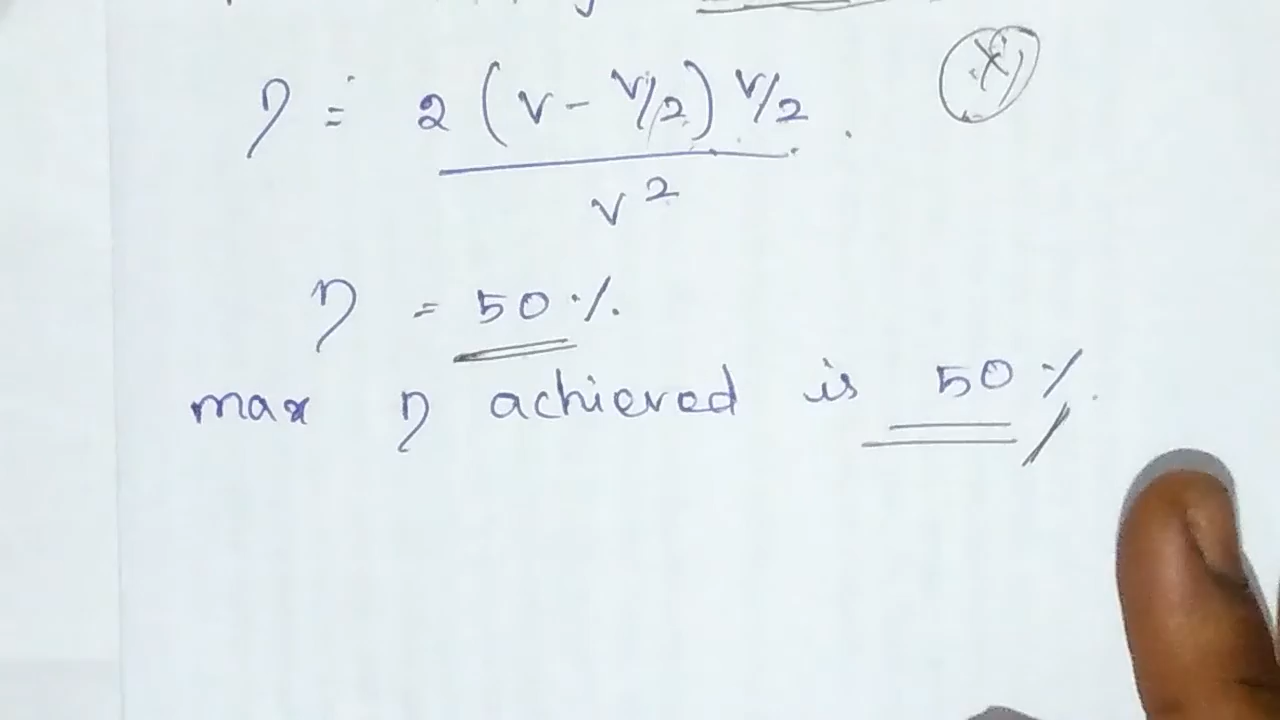 η = 2 (v - v/2) v/2 .
v²
η = 50 %.
max η achieved is 50 %.